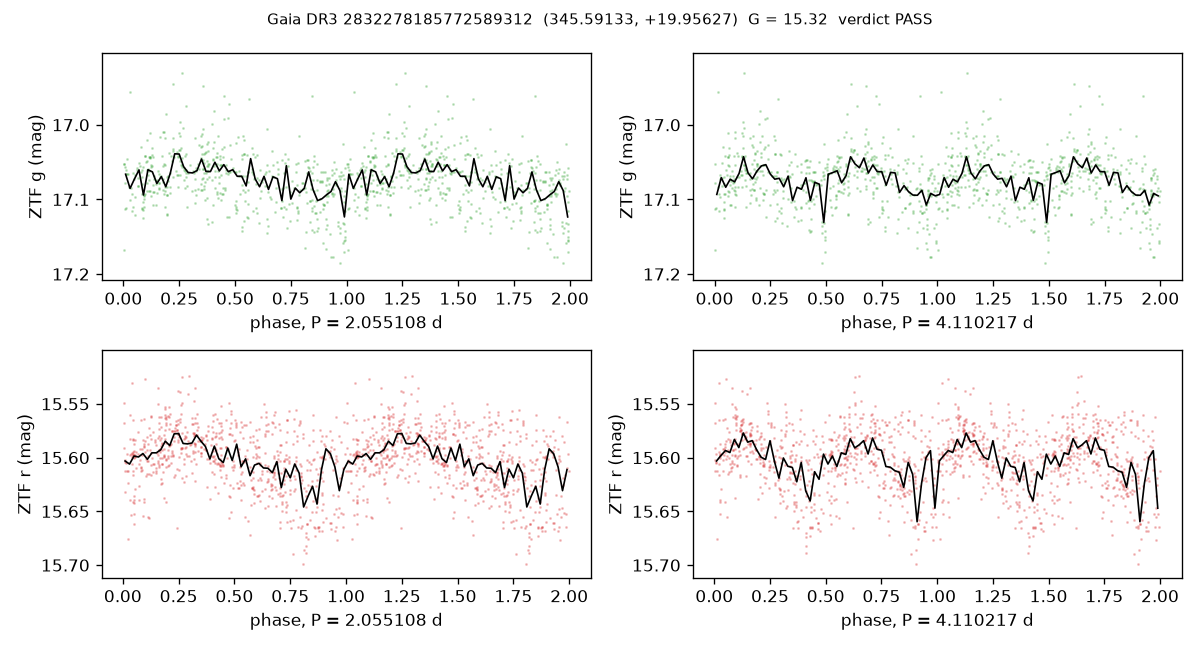 Gaia DR3 2832278185772589312  (345.59133, +19.95627)  G = 15.32  verdict PASS
ZTF g (mag)
17.0
17.1
17.2
0.00 0.25 0.50 0.75 1.00 1.25 1.50 1.75 2.00
phase, P = 2.055108 d
ZTF g (mag)
17.0
17.1
17.2
0.00 0.25 0.50 0.75 1.00 1.25 1.50 1.75 2.00
phase, P = 4.110217 d
ZTF r (mag)
15.55
15.60
15.65
15.70
0.00 0.25 0.50 0.75 1.00 1.25 1.50 1.75 2.00
phase, P = 2.055108 d
ZTF r (mag)
15.55
15.60
15.65
15.70
0.00 0.25 0.50 0.75 1.00 1.25 1.50 1.75 2.00
phase, P = 4.110217 d